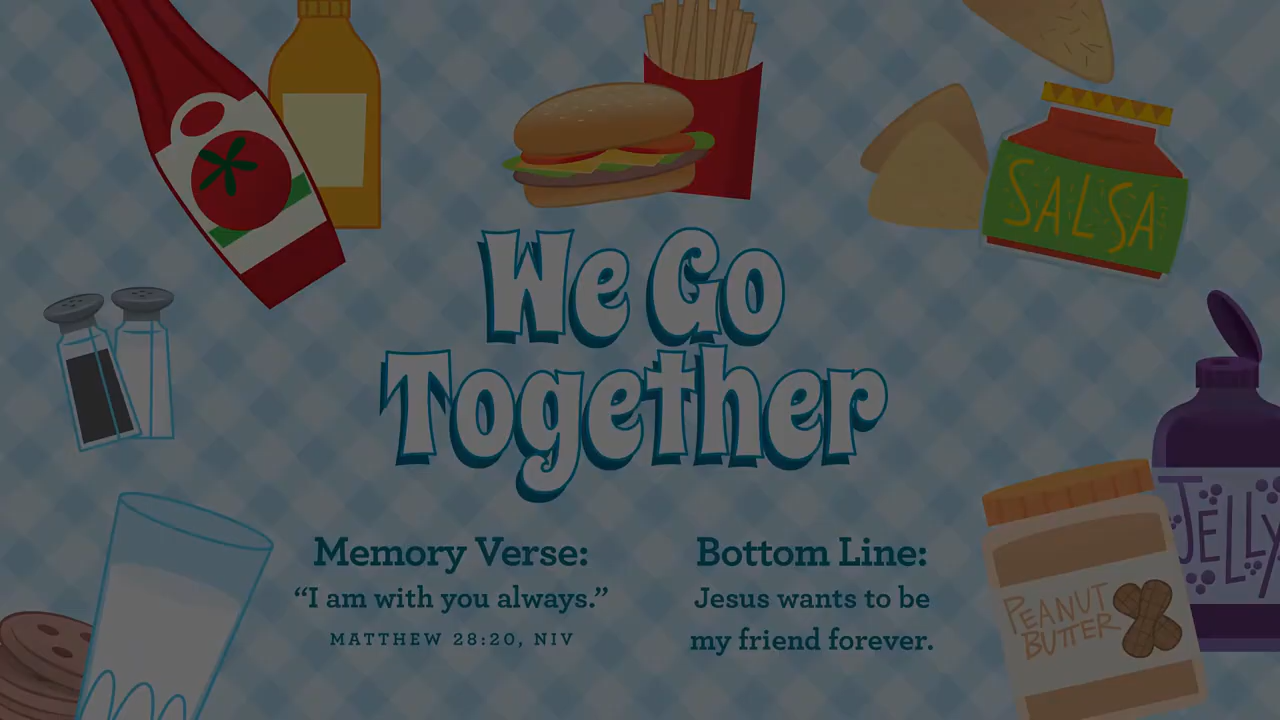 SALSA
We Go
Together
JELLY
Memory Verse:
“I am with you always.”
MATTHEW 28:20, NIV
Bottom Line:
Jesus wants to be
my friend forever.
PEANUT
BUTTER